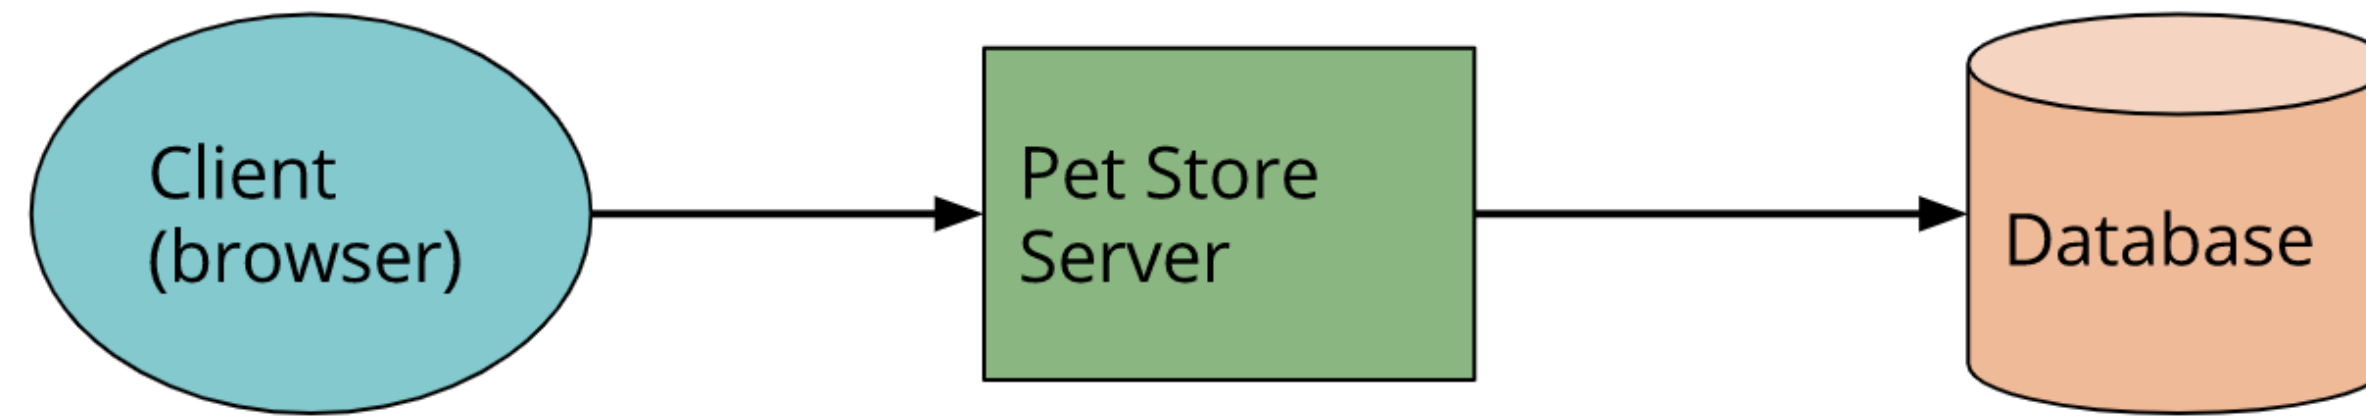 Client
(browser)
Pet Store
Server
Database